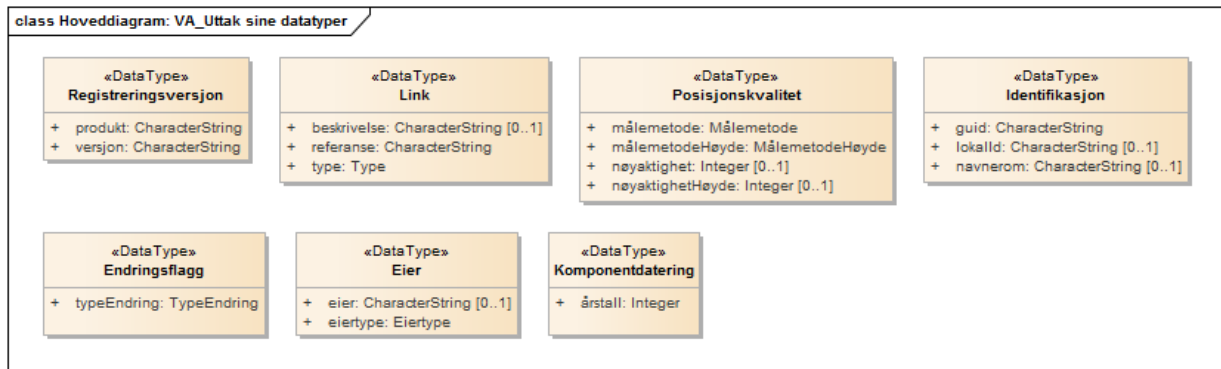 class Hoveddiagram: VA_Uttak sine datatyper
«DataType»
Registreringsversjon
+ produkt: CharacterString
+ versjon: CharacterString
«DataType»
Link
+ beskrivelse: CharacterString [0..1]
+ referanse: CharacterString
+ type: Type
«DataType»
Posisjonskvalitet
+ målemetode: Målemetode
+ målemetodeHøyde: MålemetodeHøyde
+ nøyaktighet: Integer [0..1]
+ nøyaktighetHøyde: Integer [0..1]
«DataType»
Identifikasjon
+ guid: CharacterString
+ lokalId: CharacterString [0..1]
+ navnerom: CharacterString [0..1]
«DataType»
Endringsflagg
+ typeEndring: TypeEndring
«DataType»
Eier
+ eier: CharacterString [0..1]
+ eiertype: Eiertype
«DataType»
Komponentdatering
+ årstall: Integer